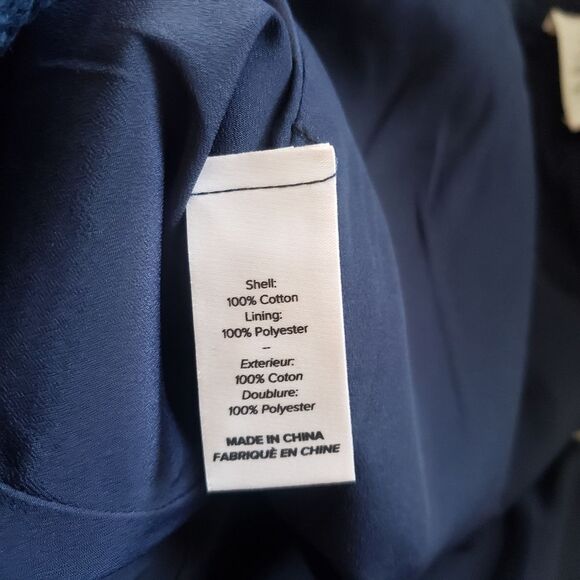 Shell:
100% Cotton
Lining:
100% Polyester
--
Exterieur:
100% Coton
Doublure:
100% Polyester
MADE IN CHINA
FABRIQUÈ EN CHINE